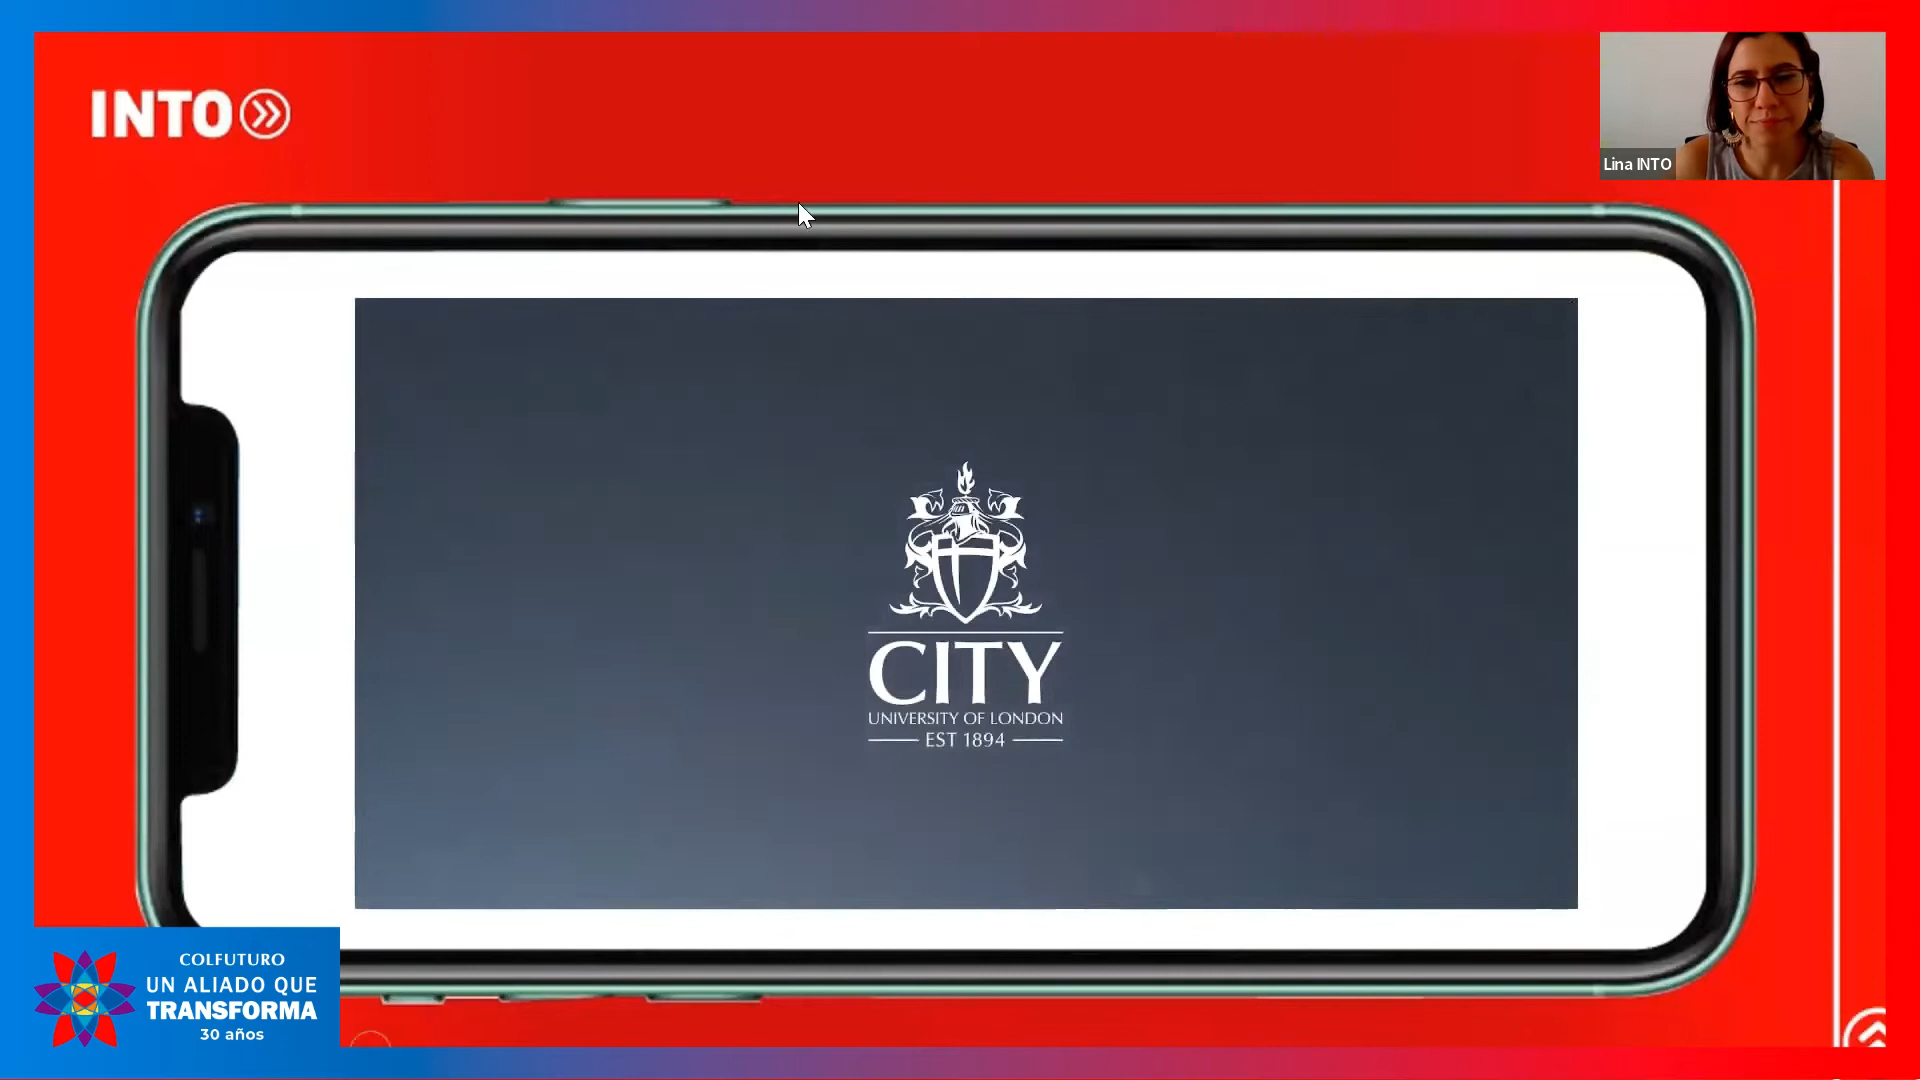 INTO
Lina INTO
CITY
UNIVERSITY OF LONDON
EST 1894
COLFUTURO
UN ALIADO QUE
TRANSFORMA
30 años